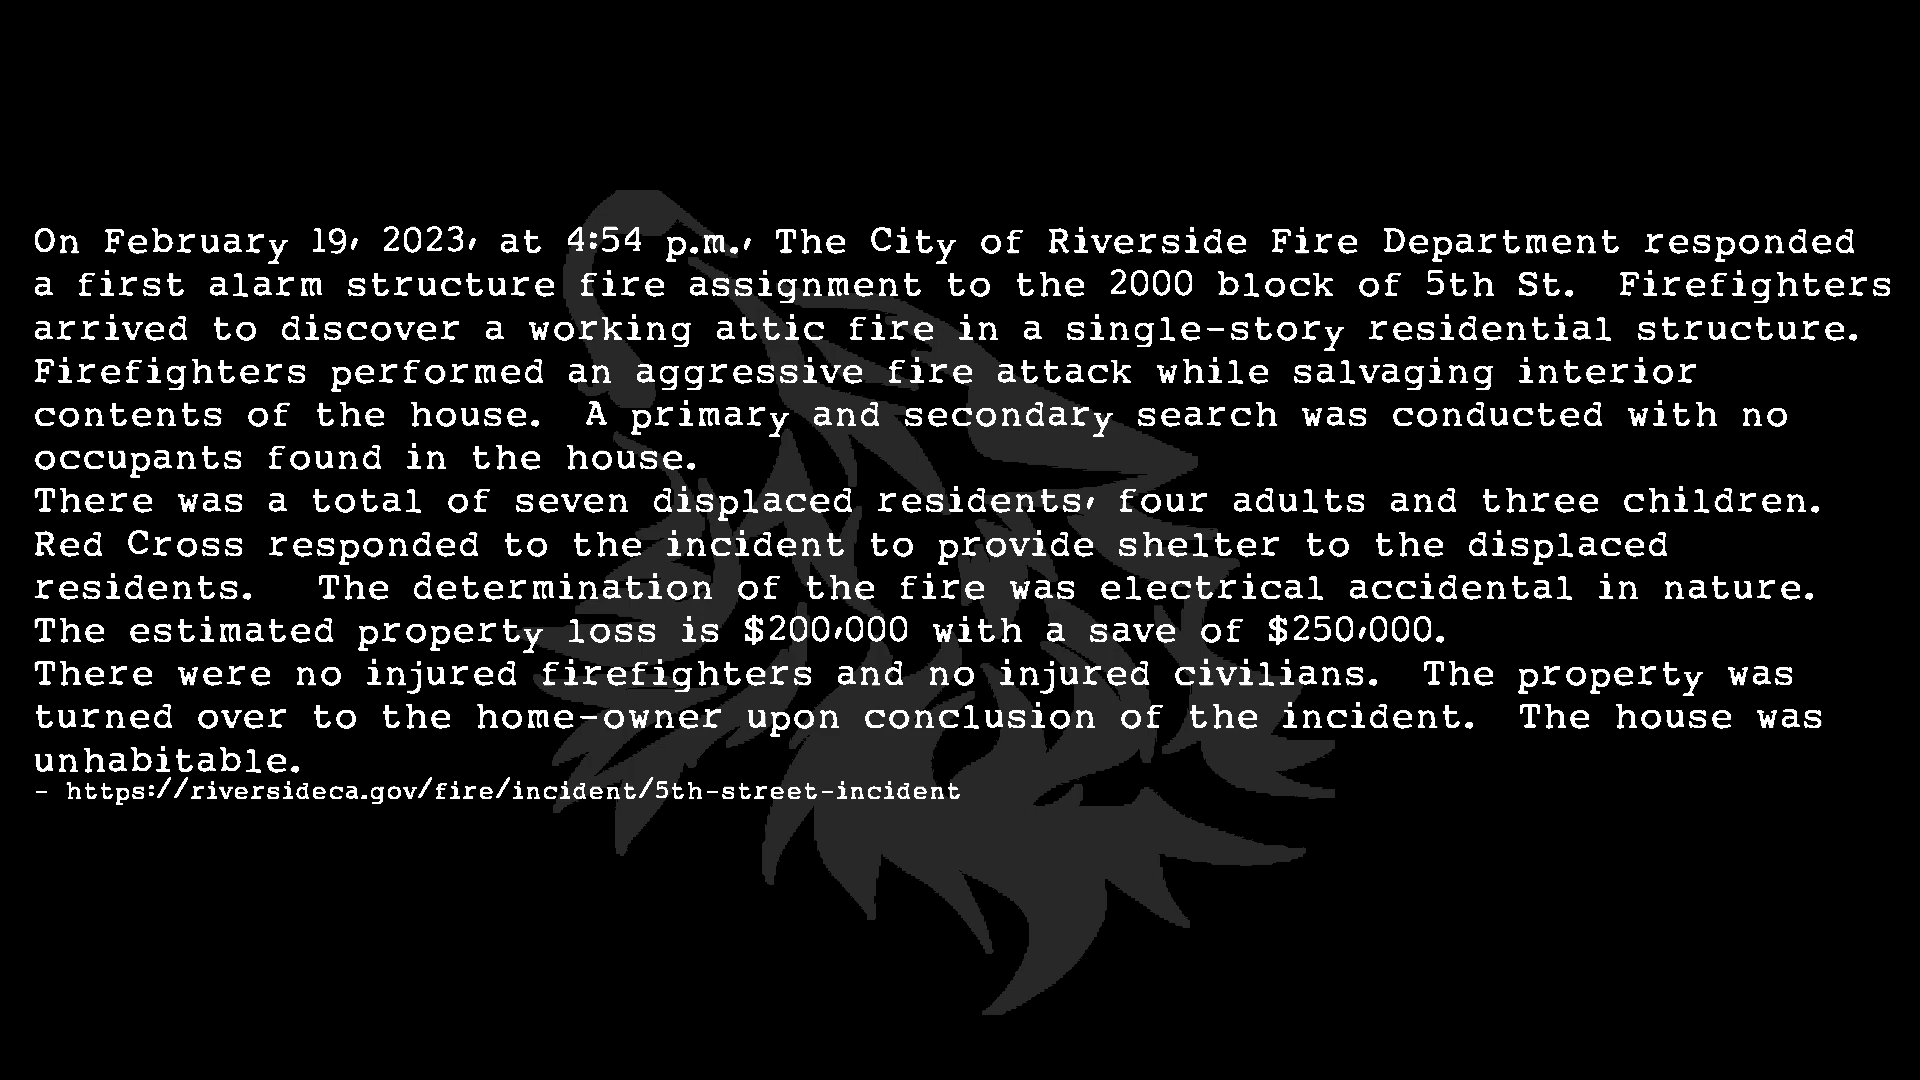 On February 19, 2023, at 4:54 p.m., The City of Riverside Fire Department responded
a first alarm structure fire assignment to the 2000 block of 5th St.  Firefighters
arrived to discover a working attic fire in a single-story residential structure.
Firefighters performed an aggressive fire attack while salvaging interior
contents of the house.  A primary and secondary search was conducted with no
occupants found in the house.
There was a total of seven displaced residents, four adults and three children.
Red Cross responded to the incident to provide shelter to the displaced
residents.   The determination of the fire was electrical accidental in nature.
The estimated property loss is $200,000 with a save of $250,000.
There were no injured firefighters and no injured civilians.  The property was
turned over to the home-owner upon conclusion of the incident.  The house was
unhabitable.
- https://riversideca.gov/fire/incident/5th-street-incident